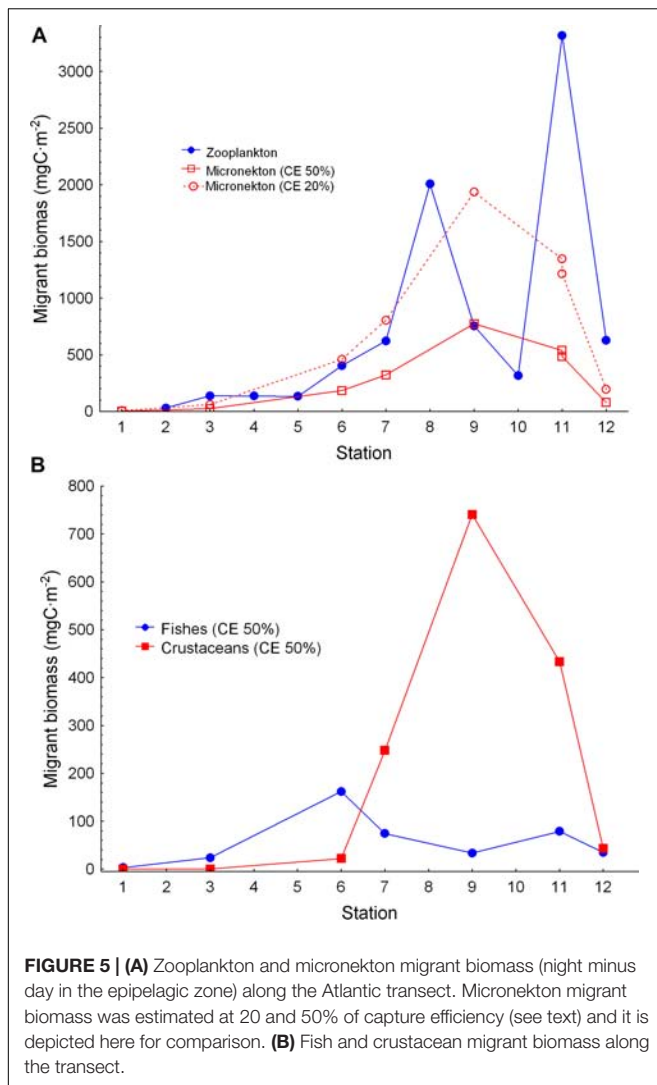 A
3000
2500
2000
1500
1000
500
0
Migrant biomas (mgC·m⁻²)
Zooplankton
Micronekton (CE 50%)
Micronekton (CE 20%)
1 2 3 4 5 6 7 8 9 10 11 12
Station
B
800
700
600
500
400
300
200
100
0
Migrant biomass (mgC·m⁻²)
Fishes (CE 50%)
Crustaceans (CE 50%)
1 2 3 4 5 6 7 8 9 10 11 12
Station
FIGURE 5 | (A) Zooplankton and micronekton migrant biomass (night minus
day in the epipelagic zone) along the Atlantic transect. Micronekton migrant
biomass was estimated at 20 and 50% of capture efficiency (see text) and it is
depicted here for comparison. (B) Fish and crustacean migrant biomass along
the transect.